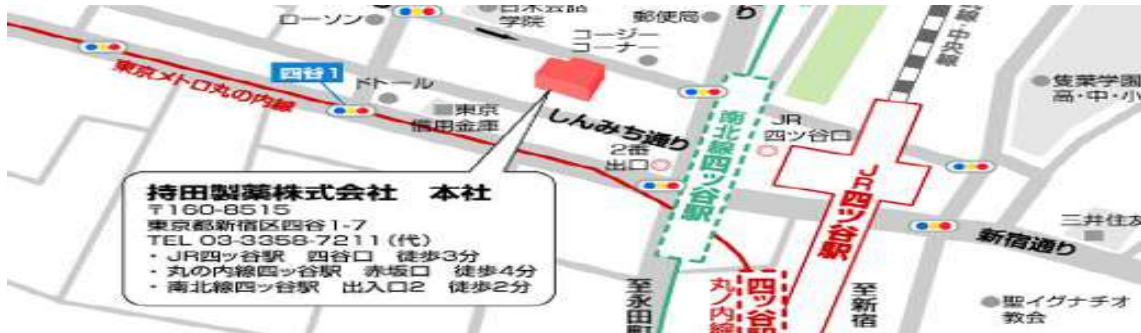 ローソン
学院
郵便局
り
線・中央線
コージー
コーナー
四谷1
ドトール
東京メトロ丸の内線
東京
信用金庫
しんみち通り
2番
出口
南北線四ツ谷駅
JR
四ツ谷口
JR四ツ谷駅
雙葉学園
高・中・小
三井住友
新宿通り
持田製薬株式会社 本社
〒160-8515
東京都新宿区四谷1-7
TEL 03-3358-7211(代)
・JR四ッ谷駅 四谷口 徒歩3分
・丸の内線四ッ谷駅 赤坂口 徒歩4分
・南北線四ッ谷駅 出入口2 徒歩2分
至永田町
丸ノ内線
四ツ谷駅
至新宿
聖イグナチオ
教会